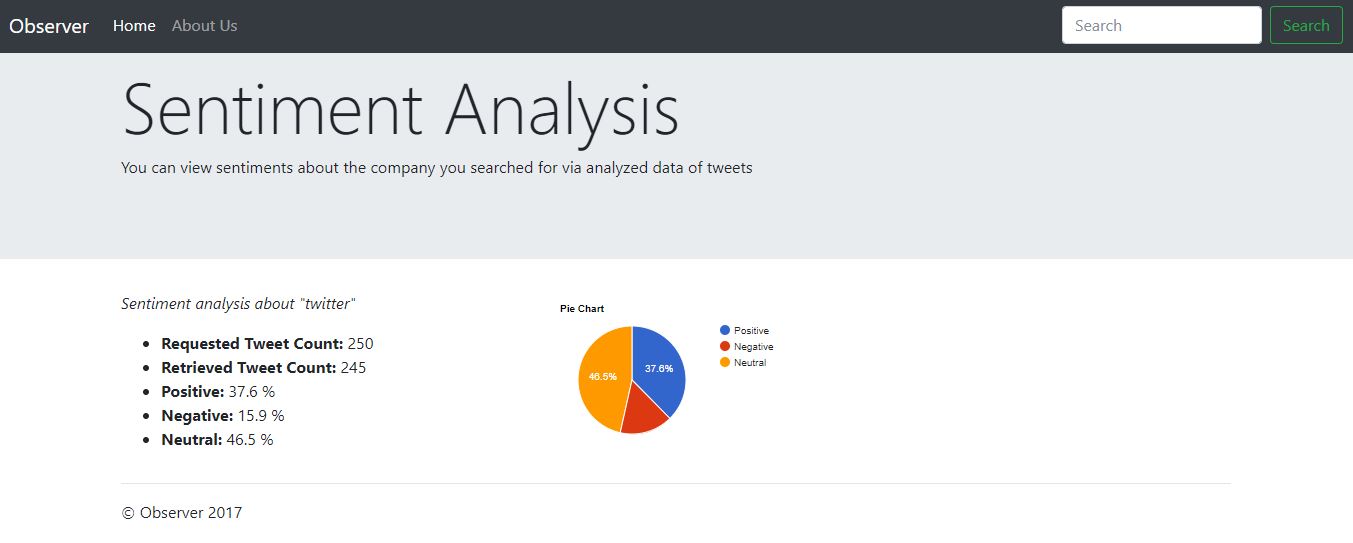 Observer Home About Us Search Search
Sentiment Analysis
You can view sentiments about the company you searched for via analyzed data of tweets
Sentiment analysis about "twitter"
Requested Tweet Count: 250
Retrieved Tweet Count: 245
Positive: 37.6 %
Negative: 15.9 %
Neutral: 46.5 %
Pie Chart
37.6%
46.5%
Positive
Negative
Neutral
© Observer 2017